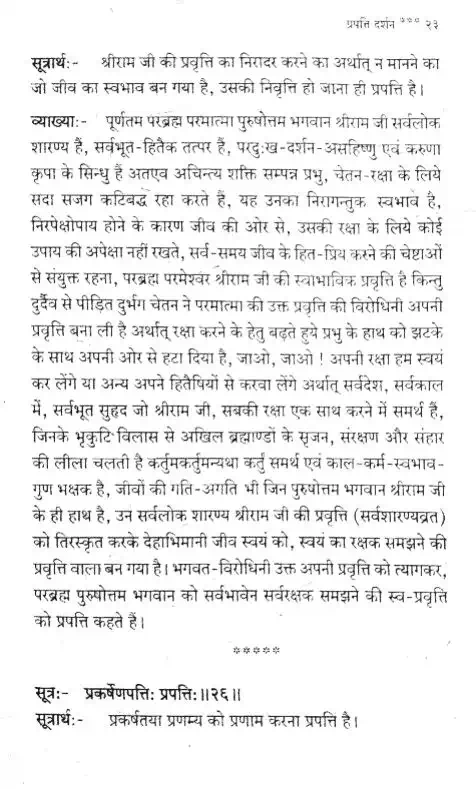 प्रपत्ति दर्शन *** २३
सूत्रार्थ:- श्रीराम जी की प्रवृत्ति का निरादर करने का अर्थात् न मानने का
जो जीव का स्वभाव बन गया है, उसकी निवृत्ति हो जाना ही प्रपत्ति है।
व्याख्या:- पूर्णतम परब्रह्म परमात्मा पुरुषोत्तम भगवान श्रीराम जी सर्वलोक
शारण्य हैं, सर्वभूत-हितैक तत्पर हैं, परदु:ख-दर्शन-असहिष्णु एवं करुणा
कृपा के सिन्धु हैं अतएव अचिन्त्य शक्ति सम्पन्न प्रभु, चेतन-रक्षा के लिये
सदा सजग कटिबद्ध रहा करते हैं, यह उनका निरागन्तुक स्वभाव है,
निरपेक्षोपाय होने के कारण जीव की ओर से, उसकी रक्षा के लिये कोई
उपाय की अपेक्षा नहीं रखते, सर्व-समय जीव के हित-प्रिय करने की चेष्टाओं
से संयुक्त रहना, परब्रह्म परमेश्वर श्रीराम जी की स्वाभाविक प्रवृत्ति है किन्तु
दुर्दैव से पीड़ित दुर्भग चेतन ने परमात्मा की उक्त प्रवृत्ति की विरोधिनी अपनी
प्रवृत्ति बना ली है अर्थात् रक्षा करने के हेतु बढ़ते हुये प्रभु के हाथ को झटके
के साथ अपनी ओर से हटा दिया है, जाओ, जाओ ! अपनी रक्षा हम स्वयं
कर लेंगे या अन्य अपने हितैषियों से करवा लेंगे अर्थात् सर्वदेश, सर्वकाल
में, सर्वभूत सुहृद जो श्रीराम जी, सबकी रक्षा एक साथ करने में समर्थ हैं,
जिनके भृकुटि-विलास से अखिल ब्रह्माण्डों के सृजन, संरक्षण और संहार
की लीला चलती है कर्तुमकर्तुमन्यथा कर्तुं समर्थ एवं काल-कर्म-स्वभाव-
गुण भक्षक है, जीवों की गति-अगति भी जिन पुरुषोत्तम भगवान श्रीराम जी
के ही हाथ है, उन सर्वलोक शारण्य श्रीराम जी की प्रवृत्ति (सर्वशारण्यव्रत)
को तिरस्कृत करके देहाभिमानी जीव स्वयं को, स्वयं का रक्षक समझने की
प्रवृत्ति वाला बन गया है। भगवत-विरोधिनी उक्त अपनी प्रवृत्ति को त्यागकर,
परब्रह्म पुरुषोत्तम भगवान को सर्वभावेन सर्वरक्षक समझने की स्व-प्रवृत्ति
को प्रपत्ति कहते हैं।
*****
सूत्र:- प्रकर्षेणपत्ति: प्रपत्ति:॥२६॥
सूत्रार्थ:- प्रकर्षतया प्रणम्य को प्रणाम करना प्रपत्ति है।